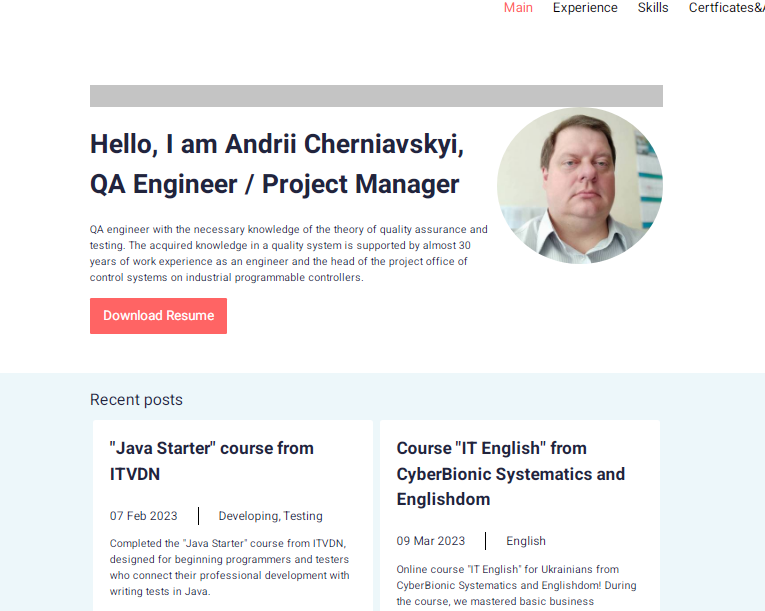 Main Experience Skills Certficates&A
Hello, I am Andrii Cherniavskyi,
QA Engineer / Project Manager
QA engineer with the necessary knowledge of the theory of quality assurance and
testing. The acquired knowledge in a quality system is supported by almost 30
years of work experience as an engineer and the head of the project office of
control systems on industrial programmable controllers.
Download Resume
Recent posts
"Java Starter" course from
ITVDN
07 Feb 2023 Developing, Testing
Completed the "Java Starter" course from ITVDN,
designed for beginning programmers and testers
who connect their professional development with
writing tests in Java.
Course "IT English" from
CyberBionic Systematics and
Englishdom
09 Mar 2023 English
Online course "IT English" for Ukrainians from
CyberBionic Systematics and Englishdom! During
the course, we mastered basic business